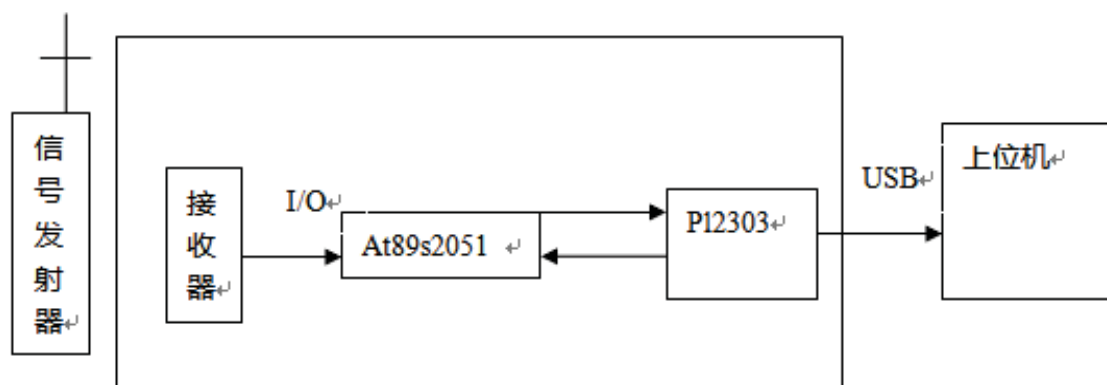 信
号
发
射
器
接
收
器
I/O
At89s2051
Pl2303
USB
上位机